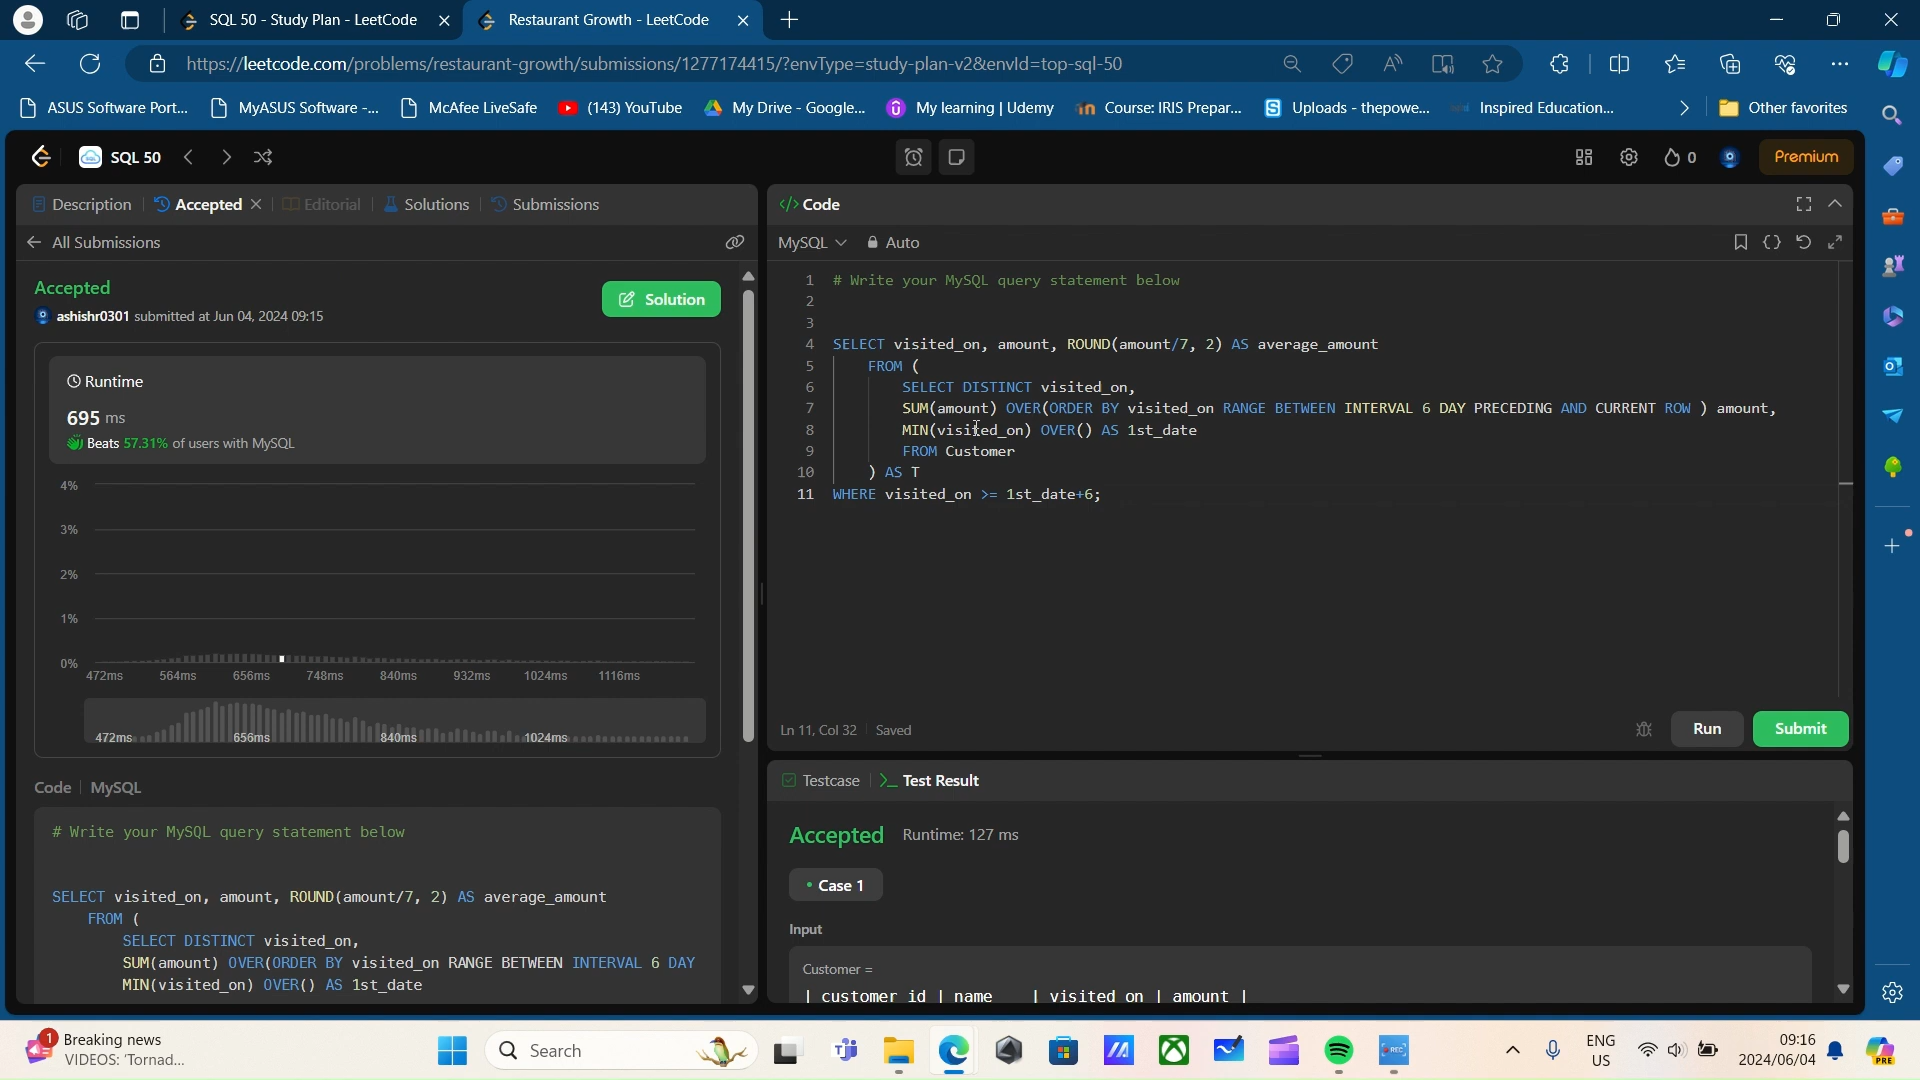 SQL 50 - Study Plan - LeetCode
Restaurant Growth - LeetCode
https://leetcode.com/problems/restaurant-growth/submissions/1277174415/?envType=study-plan-v2&envId=top-sql-50
ASUS Software Port...
MyASUS Software -...
McAfee LiveSafe
(143) YouTube
My Drive - Google...
My learning | Udemy
Course: IRIS Prepar...
Uploads - thepowe...
Inspired Education...
Other favorites
SQL 50
0
Premium
Description
Accepted
Editorial
Solutions
Submissions
All Submissions
Accepted
ashishr0301 submitted at Jun 04, 2024 09:15
Solution
Runtime
695 ms
Beats 57.31% of users with MySQL
4%
3%
2%
1%
0%
472ms 564ms 656ms 748ms 840ms 932ms 1024ms 1116ms
472ms 656ms 840ms 1024ms
Code | MySQL
# Write your MySQL query statement below
SELECT visited_on, amount, ROUND(amount/7, 2) AS average_amount
FROM (
SELECT DISTINCT visited_on,
SUM(amount) OVER(ORDER BY visited_on RANGE BETWEEN INTERVAL 6 DAY
MIN(visited_on) OVER() AS 1st_date
</> Code
MySQL
Auto
1 # Write your MySQL query statement below
2
3
4 SELECT visited_on, amount, ROUND(amount/7, 2) AS average_amount
5 FROM (
6 SELECT DISTINCT visited_on,
7 SUM(amount) OVER(ORDER BY visited_on RANGE BETWEEN INTERVAL 6 DAY PRECEDING AND CURRENT ROW ) amount,
8 MIN(visited_on) OVER() AS 1st_date
9 FROM Customer
10 ) AS T
11 WHERE visited_on >= 1st_date+6;
Ln 11, Col 32 Saved
Run
Submit
Testcase
Test Result
Accepted Runtime: 127 ms
Case 1
Input
Customer =
| customer_id | name | visited_on | amount |
1
Breaking news
VIDEOS: 'Tornad...
Search
REC
ENG
US
09:16
2024/06/04
PRE